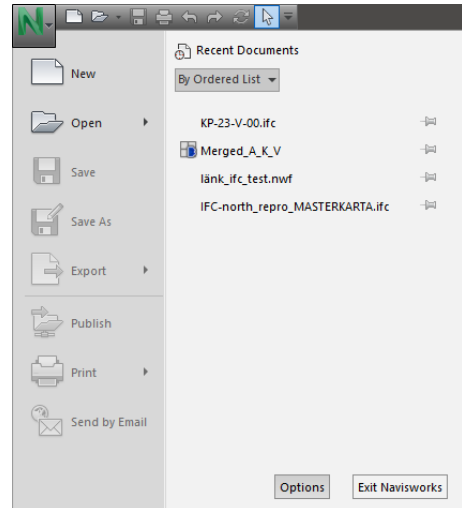 N
Recent Documents
By Ordered List
New
Open
Save
Save As
Export
Publish
Print
Send by Email
KP-23-V-00.ifc
Merged_A_K_V
länk_ifc_test.nwf
IFC-north_repro_MASTERKARTA.ifc
Options
Exit Navisworks